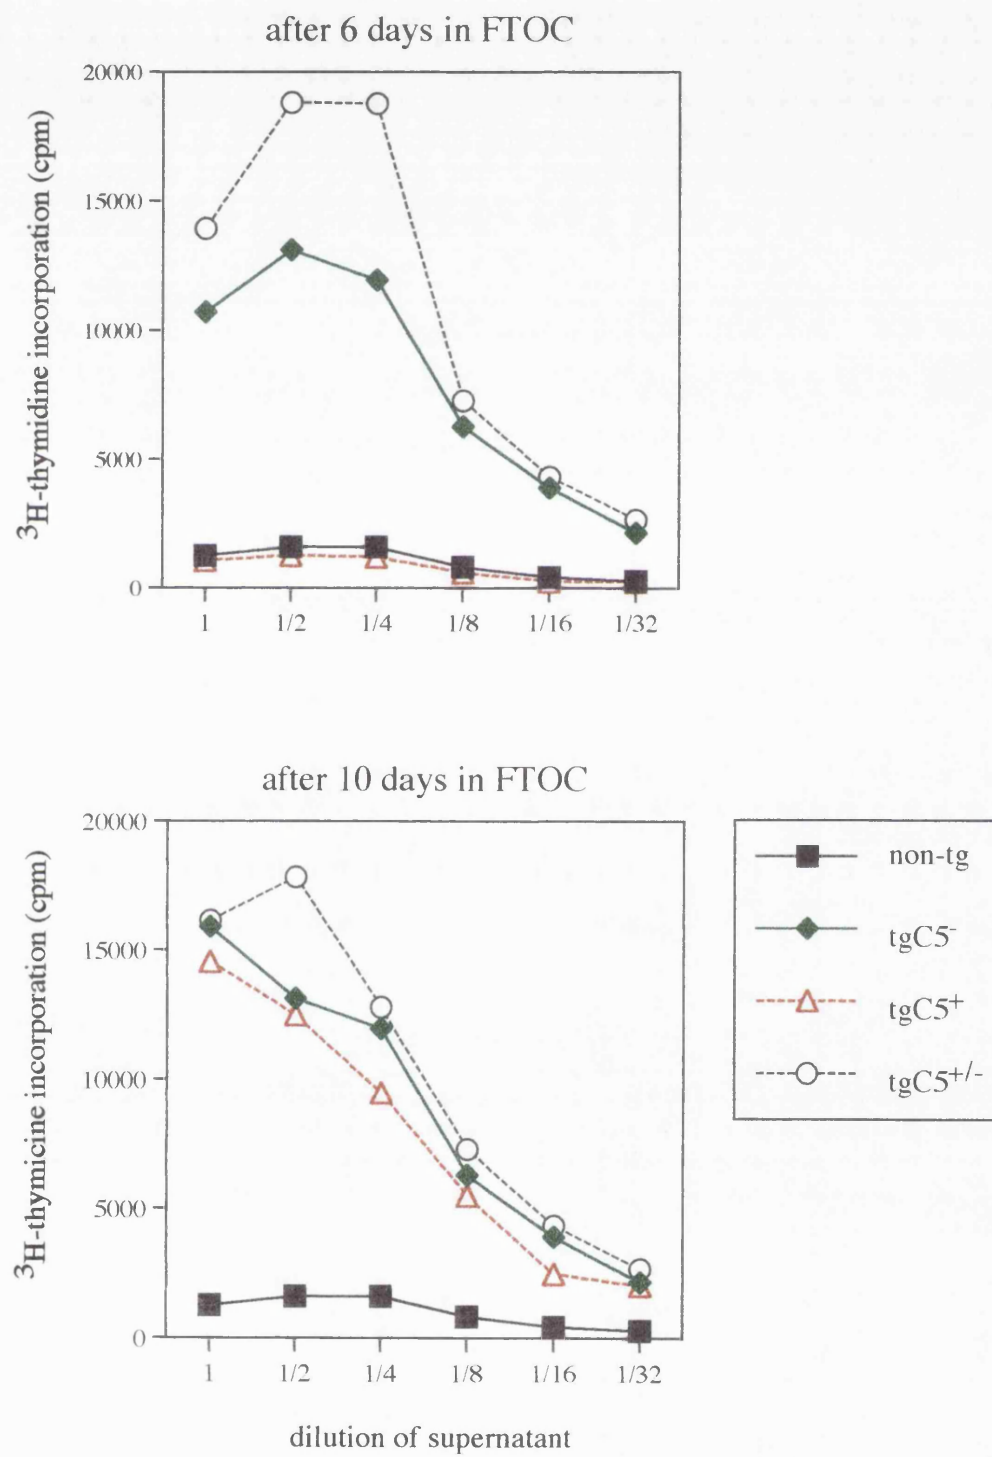 after 6 days in FTOC
³H-thymidine incorporation (cpm)
20000
15000
10000
5000
0
1 1/2 1/4 1/8 1/16 1/32
after 10 days in FTOC
³H-thymicine incorporation (cpm)
20000
15000
10000
5000
0
1 1/2 1/4 1/8 1/16 1/32
dilution of supernatant
non-tg
tgC5⁻
tgC5⁺
tgC5⁺/⁻